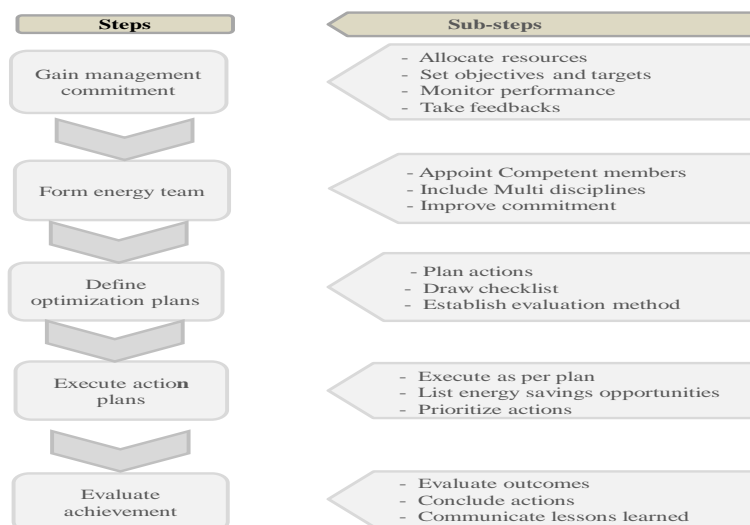 Steps
Sub-steps
Gain management
commitment
- Allocate resources
- Set objectives and targets
- Monitor performance
- Take feedbacks
Form energy team
- Appoint Competent members
- Include Multi disciplines
- Improve commitment
Define
optimization plans
- Plan actions
- Draw checklist
- Establish evaluation method
Execute action
plans
- Execute as per plan
- List energy savings opportunities
- Prioritize actions
Evaluate
achievement
- Evaluate outcomes
- Conclude actions
- Communicate lessons learned